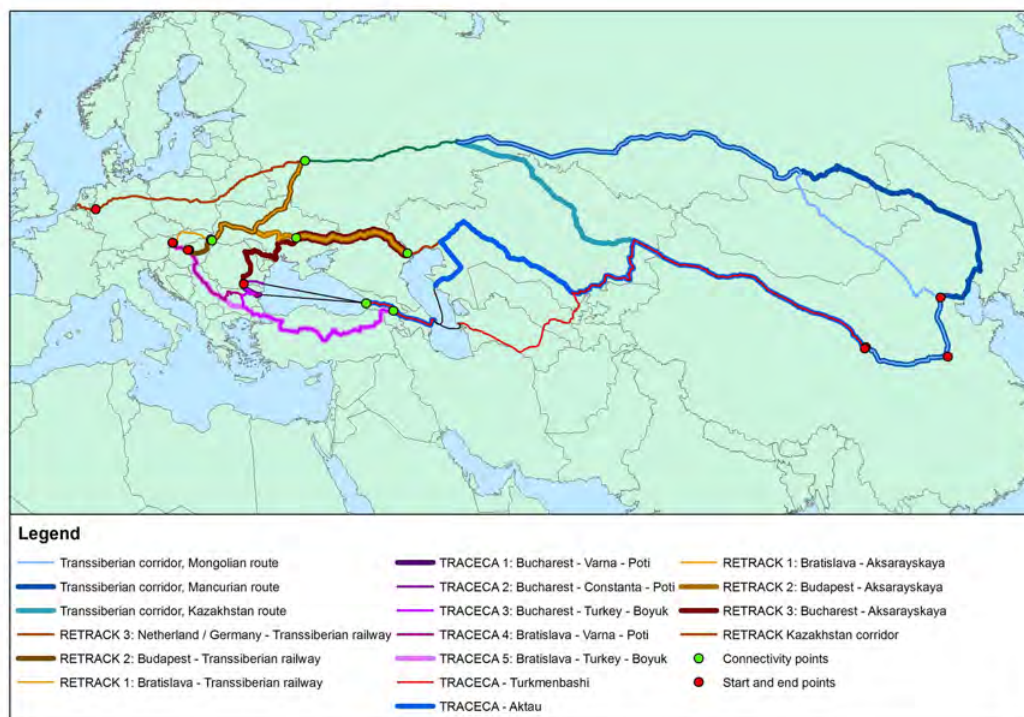 Legend
Transsiberian corridor, Mongolian route
Transsiberian corridor, Mancurian route
Transsiberian corridor, Kazakhstan route
RETRACK 3: Netherland / Germany - Transsiberian railway
RETRACK 2: Budapest - Transsiberian railway
RETRACK 1: Bratislava - Transsiberian railway
TRACECA 1: Bucharest - Varna - Poti
TRACECA 2: Bucharest - Constanta - Poti
TRACECA 3: Bucharest - Turkey - Boyuk
TRACECA 4: Bratislava - Varna - Poti
TRACECA 5: Bratislava - Turkey - Boyuk
TRACECA - Turkmenbashi
TRACECA - Aktau
RETRACK 1: Bratislava - Aksarayskaya
RETRACK 2: Budapest - Aksarayskaya
RETRACK 3: Bucharest - Aksarayskaya
RETRACK Kazakhstan corridor
Connectivity points
Start and end points